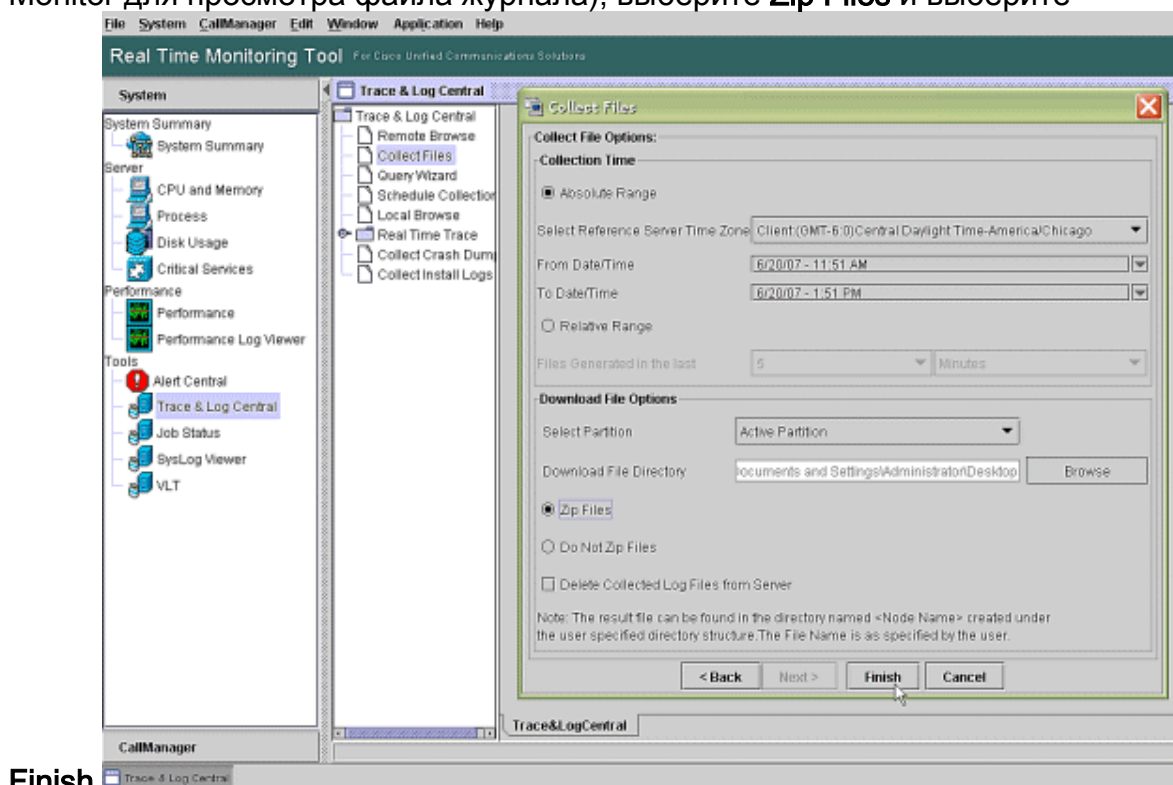 Monitor для просмотра файла журнала), выберите Zip Files и выберите
File System CallManager Edit Window Application Help
Real Time Monitoring Tool For Cisco Unified Communications Solutions
System
System Summary
System Summary
Server
CPU and Memory
Process
Disk Usage
Critical Services
Performance
Performance
Performance Log Viewer
Tools
Alert Central
Trace & Log Central
Job Status
SysLog Viewer
VLT
CallManager
Trace & Log Central
Trace & Log Central
Remote Browse
Collect Files
Query Wizard
Schedule Collection
Local Browse
Real Time Trace
Collect Crash Dump
Collect Install Logs
Collect Files
Collect File Options:
Collection Time
Absolute Range
Select Reference Server Time Zone Client:(GMT-6:0)Central Daylight Time-America/Chicago
From Date/Time 6/20/07 - 11:51 AM
To Date/Time 6/20/07 - 1:51 PM
Relative Range
Files Generated in the last 5 Minutes
Download File Options
Select Partition Active Partition
Download File Directory ocuments and Settings\Administrator\Desktop Browse
Zip Files
Do Not Zip Files
Delete Collected Log Files from Server
Note: The result file can be found in the directory named <Node Name> created under
the user specified directory structure.The File Name is as specified by the user.
< Back Next > Finish Cancel
Trace&LogCentral
Finish Trace & Log Central